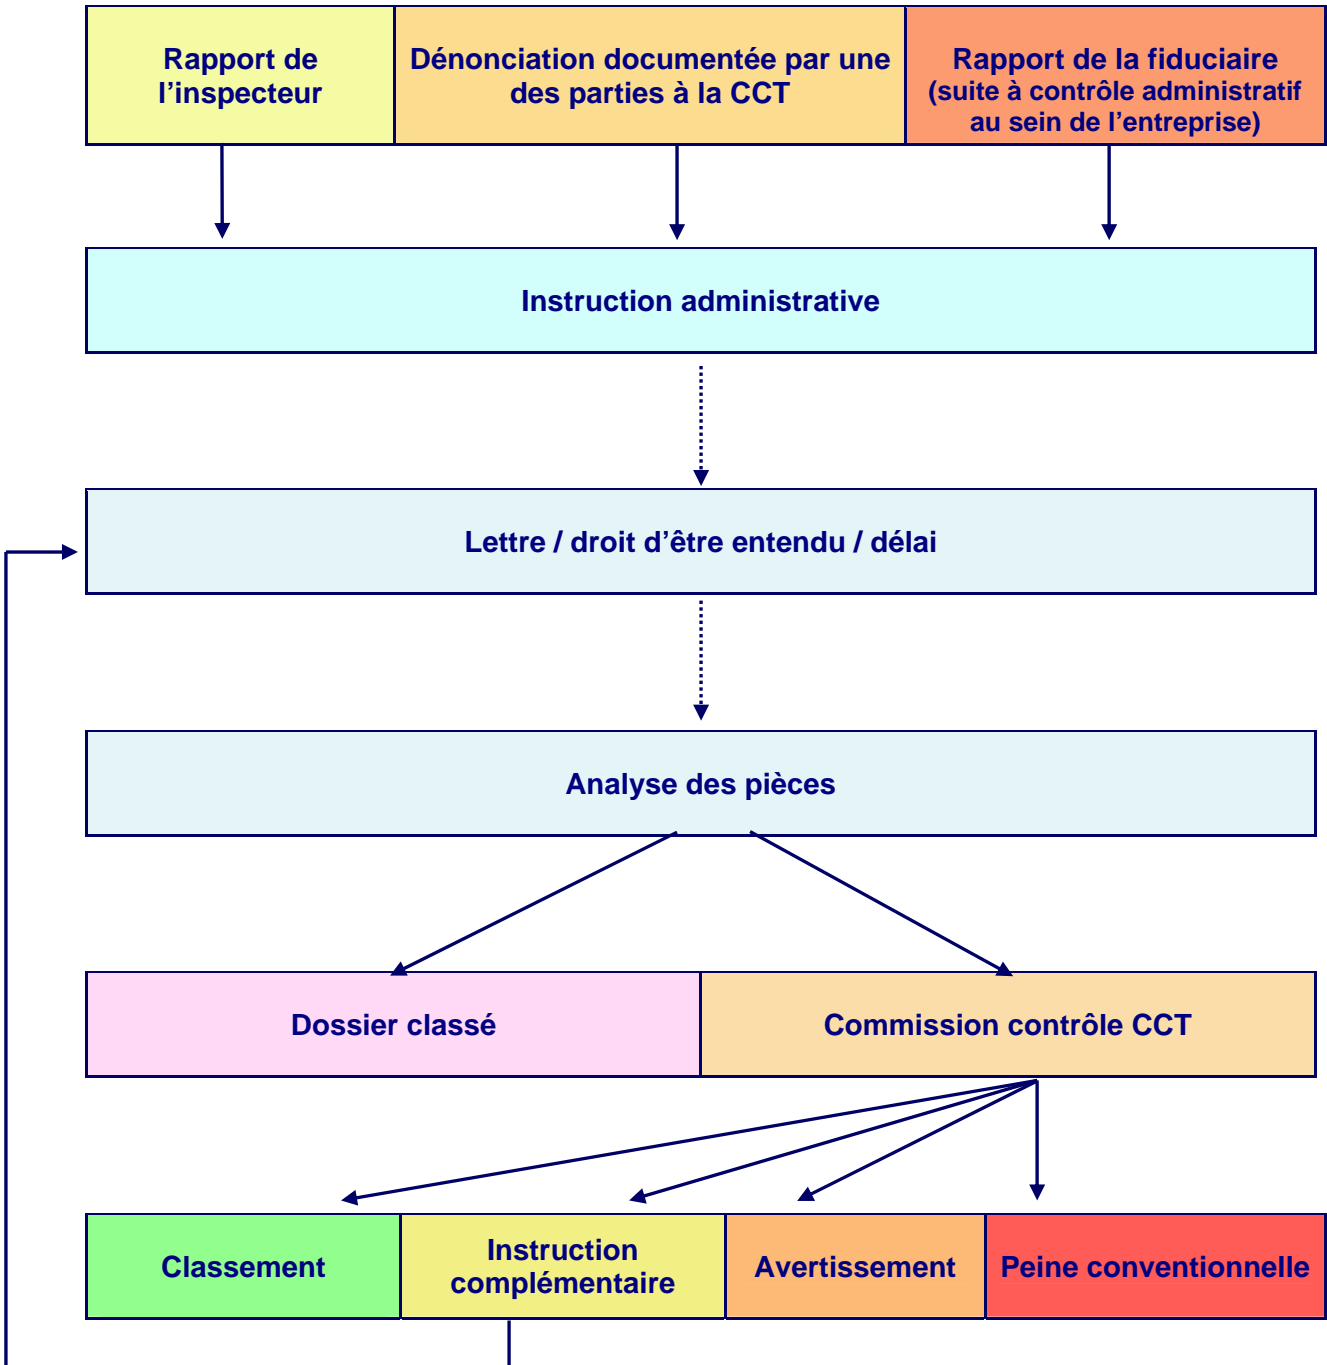 Rapport de
l’inspecteur
Dénonciation documentée par une
des parties à la CCT
Rapport de la fiduciaire
(suite à contrôle administratif
au sein de l’entreprise)
Instruction administrative
Lettre / droit d’être entendu / délai
Analyse des pièces
Dossier classé
Commission contrôle CCT
Classement
Instruction
complémentaire
Avertissement
Peine conventionnelle